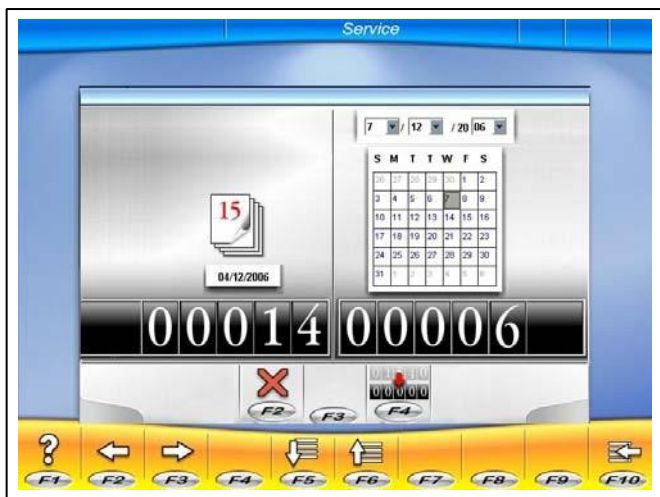 Service
7 / 12 / 20 06
S M T T W F S
26 27 28 29 30 1 2
3 4 5 6 7 8 9
10 11 12 13 14 15 16
17 18 19 20 21 22 23
24 25 26 27 28 29 30
31 1 2 3 4 5 6
15
04/12/2006
00014
00006
00000
F2 F3 F4
?
F1 F2 F3 F4 F5 F6 F7 F8 F9 F10